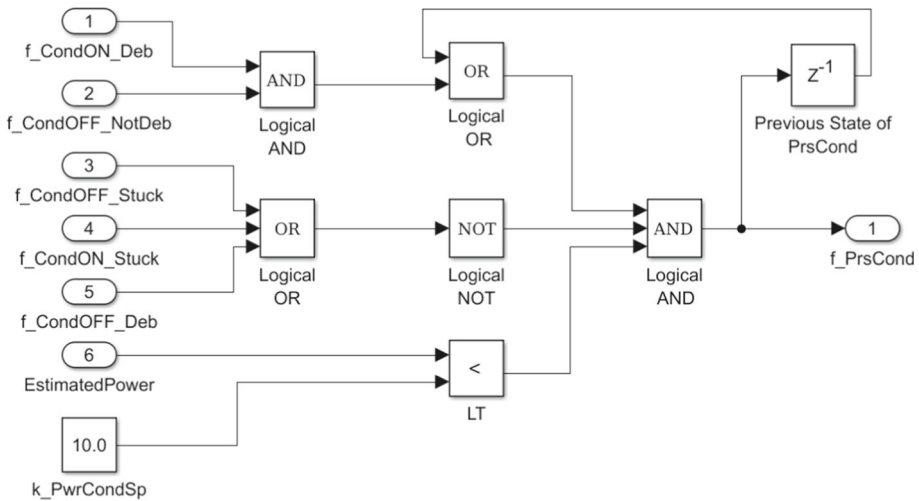 1
f_CondON_Deb
2
f_CondOFF_NotDeb
AND
Logical
AND
OR
Logical
OR
Z-1
Previous State of
PrsCond
3
f_CondOFF_Stuck
4
f_CondON_Stuck
5
f_CondOFF_Deb
OR
Logical
OR
NOT
Logical
NOT
AND
Logical
AND
1
f_PrsCond
6
EstimatedPower
<
LT
10.0
k_PwrCondSp